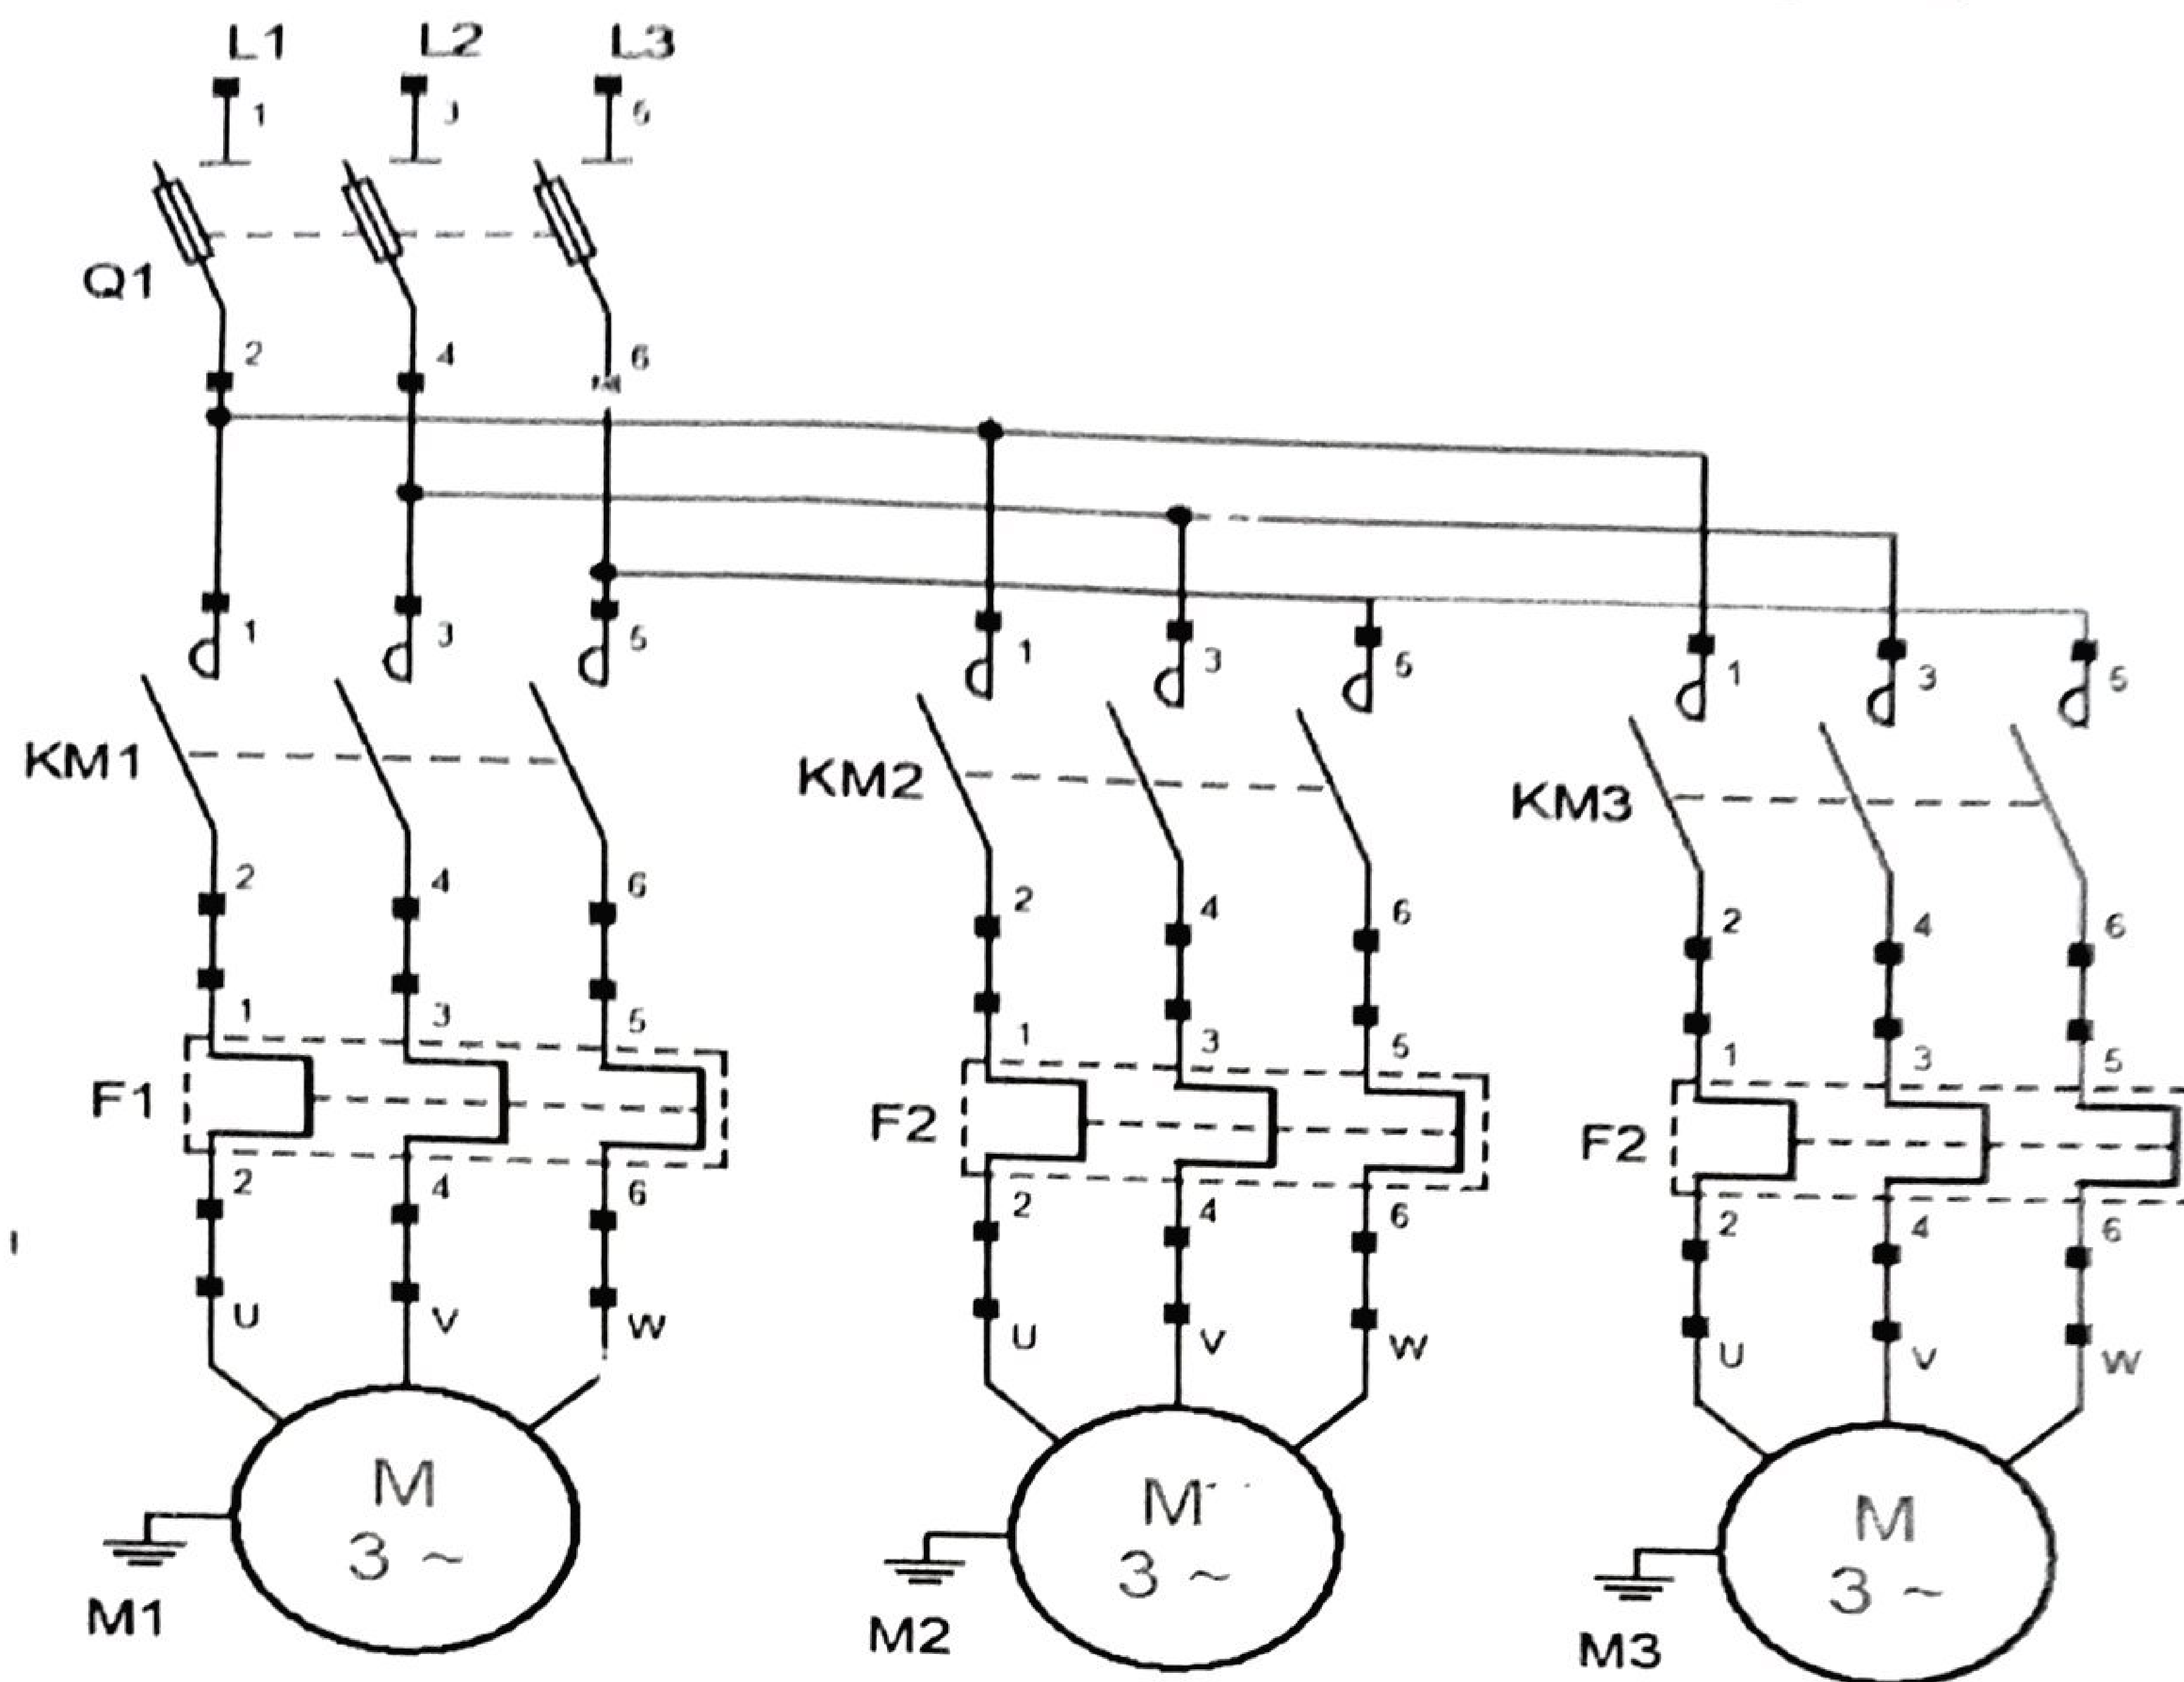 L1 L2 L3
1 3 5
Q1
2 4 6
1 3 5 1 3 5 1 3 5
KM1 KM2 KM3
2 4 6 2 4 6 2 4 6
1 3 5 1 3 5 1 3 5
F1 F2 F2
2 4 6 2 4 6 2 4 6
U V W U V W U V W
M M M
3 ~ 3 ~ 3 ~
M1 M2 M3